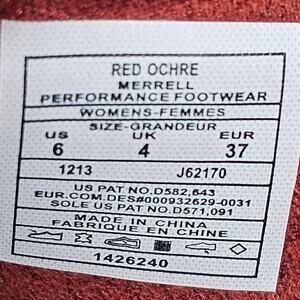 RED OCHRE
MERRELL
PERFORMANCE FOOTWEAR
WOMENS-FEMMES
SIZE-GRANDEUR
US UK EUR
6 4 37
1213 J62170
US PAT NO.D582,643
EUR.COM.DES#000932629-0031
SOLE US PAT NO.D571,091
MADE IN CHINA
FABRIQUE EN CHINE
1426240